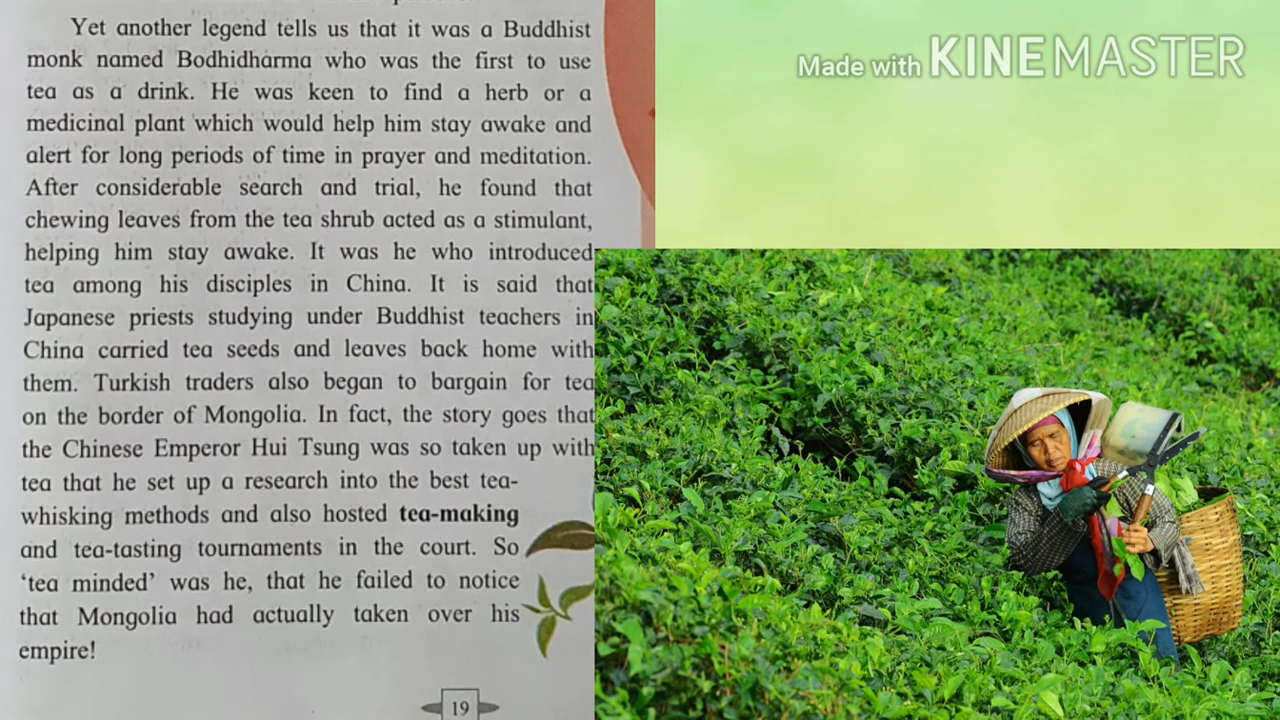 Yet another legend tells us that it was a Buddhist
monk named Bodhidharma who was the first to use
tea as a drink. He was keen to find a herb or a
medicinal plant which would help him stay awake and
alert for long periods of time in prayer and meditation.
After considerable search and trial, he found that
chewing leaves from the tea shrub acted as a stimulant,
helping him stay awake. It was he who introduced
tea among his disciples in China. It is said that
Japanese priests studying under Buddhist teachers in
China carried tea seeds and leaves back home with
them. Turkish traders also began to bargain for tea
on the border of Mongolia. In fact, the story goes that
the Chinese Emperor Hui Tsung was so taken up with
tea that he set up a research into the best tea-
whisking methods and also hosted tea-making
and tea-tasting tournaments in the court. So
‘tea minded’ was he, that he failed to notice
that Mongolia had actually taken over his
empire!
19
Made with KINEMASTER